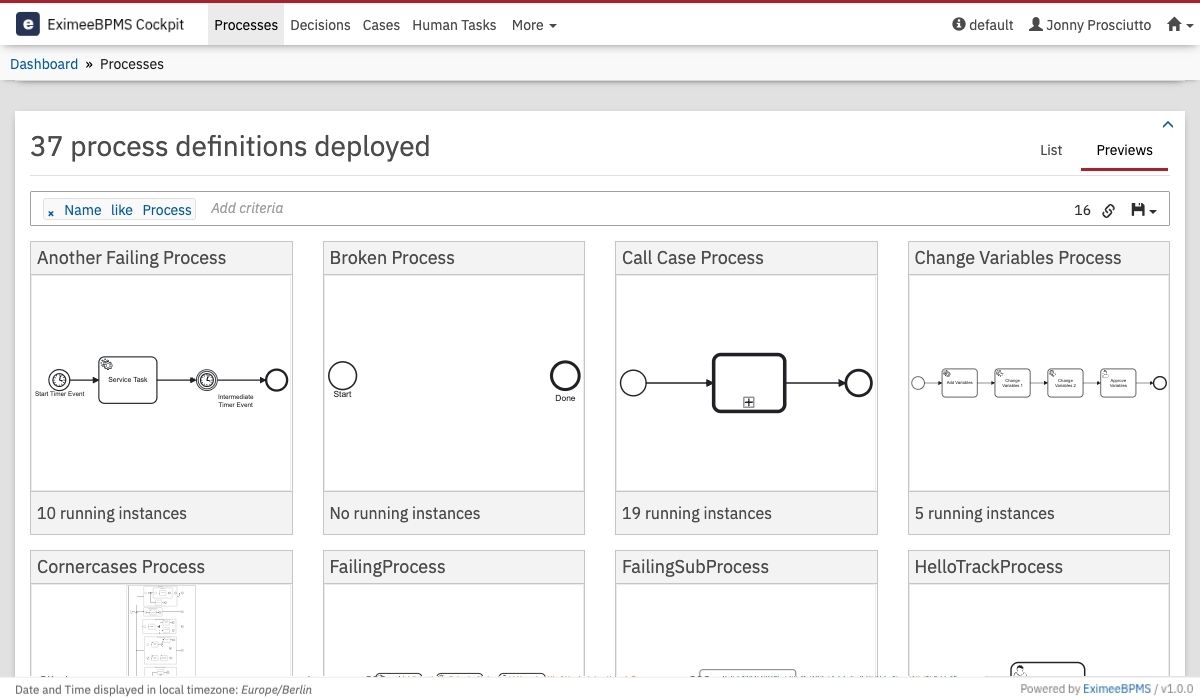 EximeeBPMS Cockpit Processes Decisions Cases Human Tasks More default Jonny Prosciutto
Dashboard » Processes
37 process definitions deployed
List Previews
× Name like Process Add criteria 16
Another Failing Process Broken Process Call Case Process Change Variables Process
Start Timer Event
Service Task
Intermediate
Timer Event
Start
Done
Add Variables
Change
Variables 1
Change
Variables 2
Approve
Variables
10 running instances No running instances 19 running instances 5 running instances
Cornercases Process FailingProcess FailingSubProcess HelloTrackProcess
Date and Time displayed in local timezone: Europe/Berlin Powered by EximeeBPMS / v1.0.0